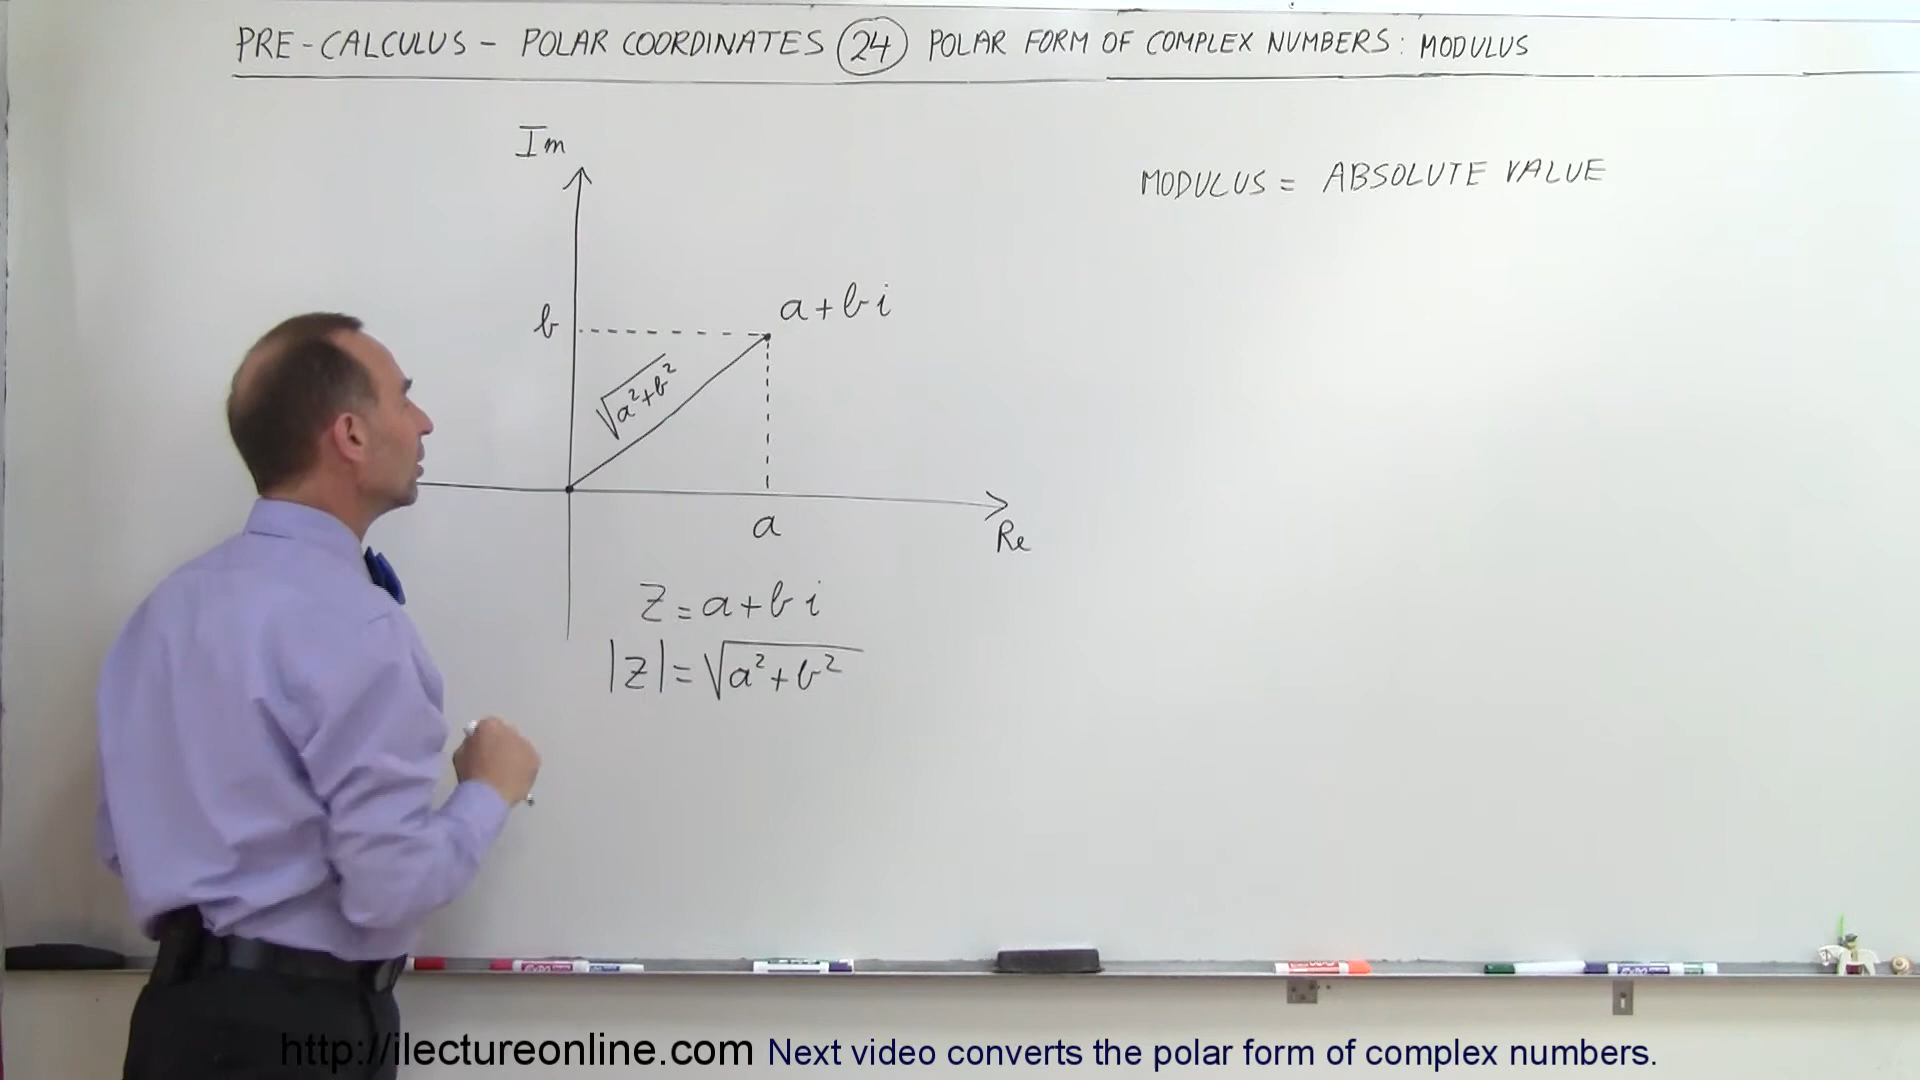 PRE-CALCULUS - POLAR COORDINATES 24 POLAR FORM OF COMPLEX NUMBERS: MODULUS
Im
MODULUS = ABSOLUTE VALUE
a+bi
b
√a²+b²
a
Re
Z=a+bi
|Z|=√a²+b²
http://ilectureonline.com Next video converts the polar form of complex numbers.